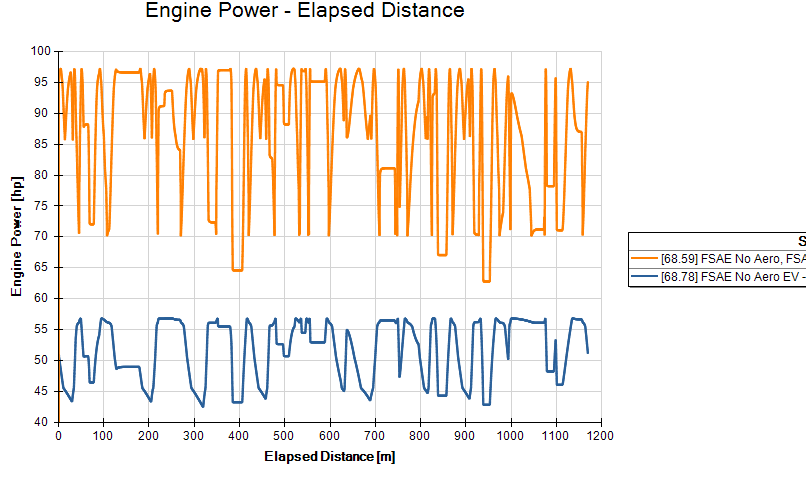 Engine Power - Elapsed Distance
100
95
90
85
80
75
70
65
60
55
50
45
40
Engine Power [hp]
0 100 200 300 400 500 600 700 800 900 1000 1100 1200
Elapsed Distance [m]
S
[68.59] FSAE No Aero, FSA
[68.78] FSAE No Aero EV -